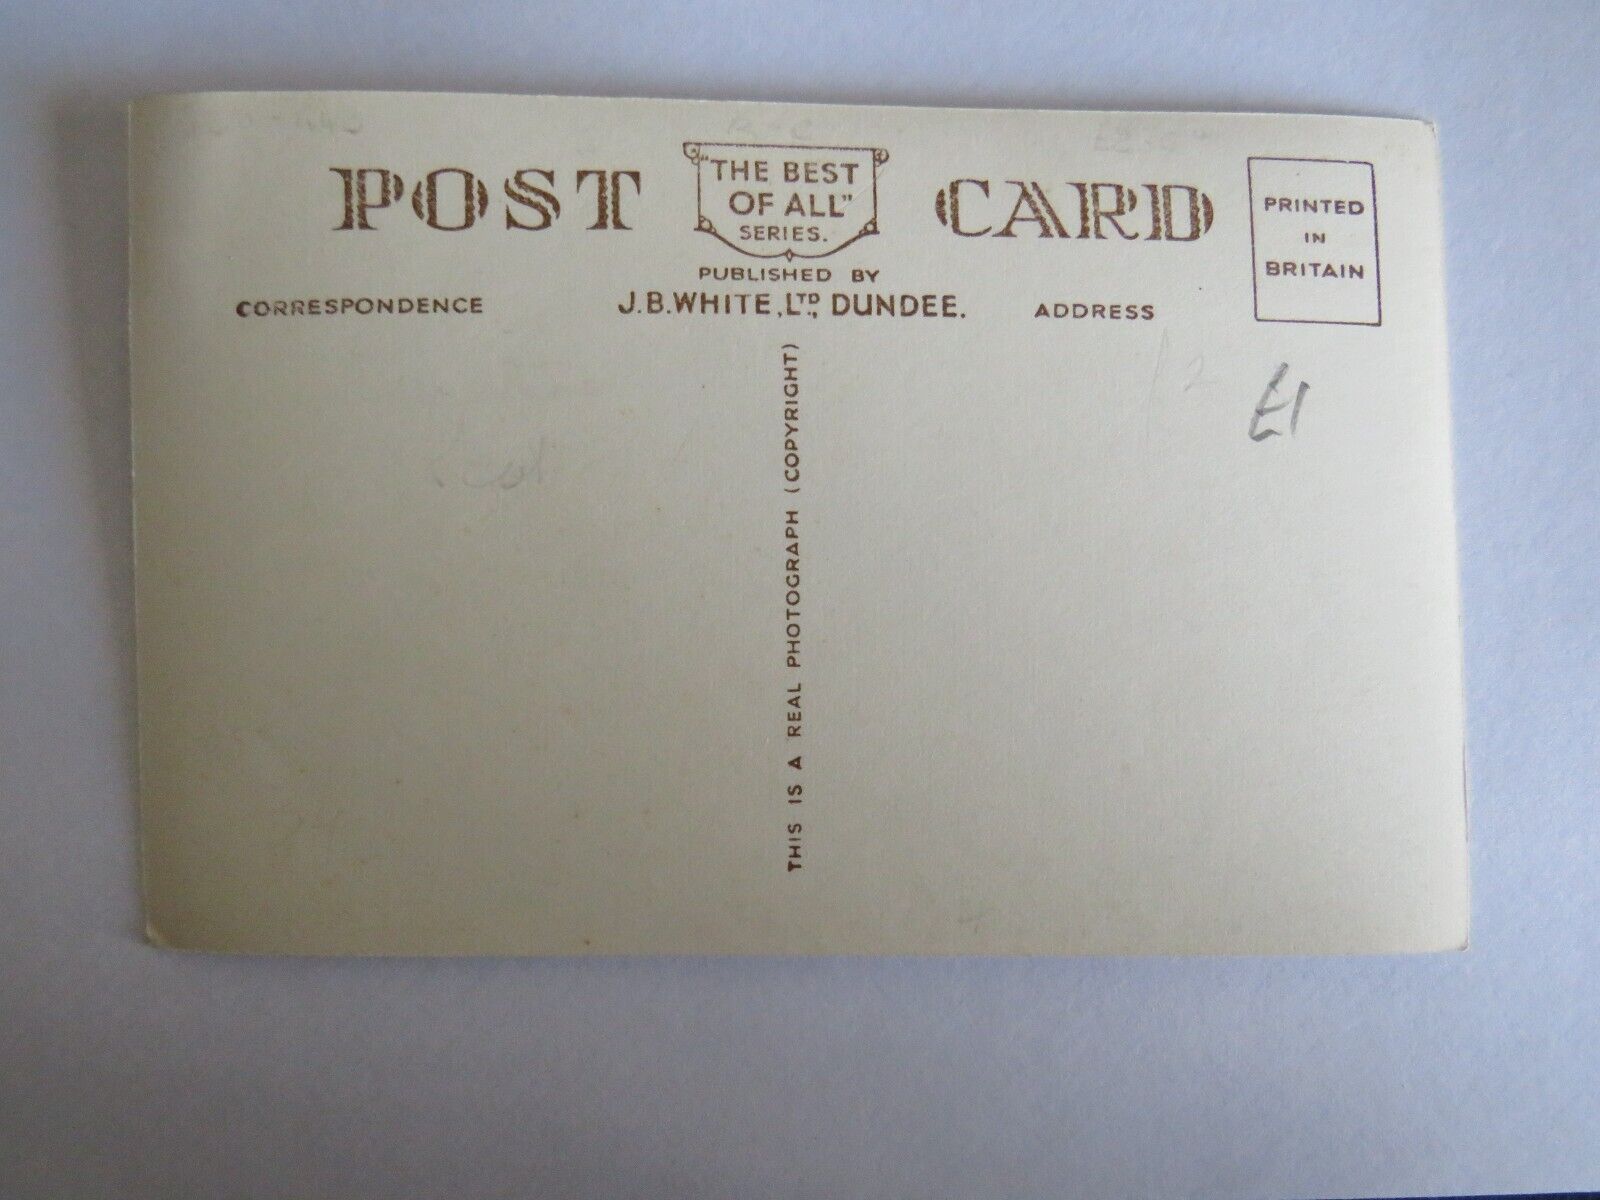 POST CARD
"THE BEST
OF ALL"
SERIES.
PUBLISHED BY
J.B.WHITE, LTD., DUNDEE.
CORRESPONDENCE
ADDRESS
PRINTED
IN
BRITAIN
£1
THIS IS A REAL PHOTOGRAPH (COPYRIGHT)